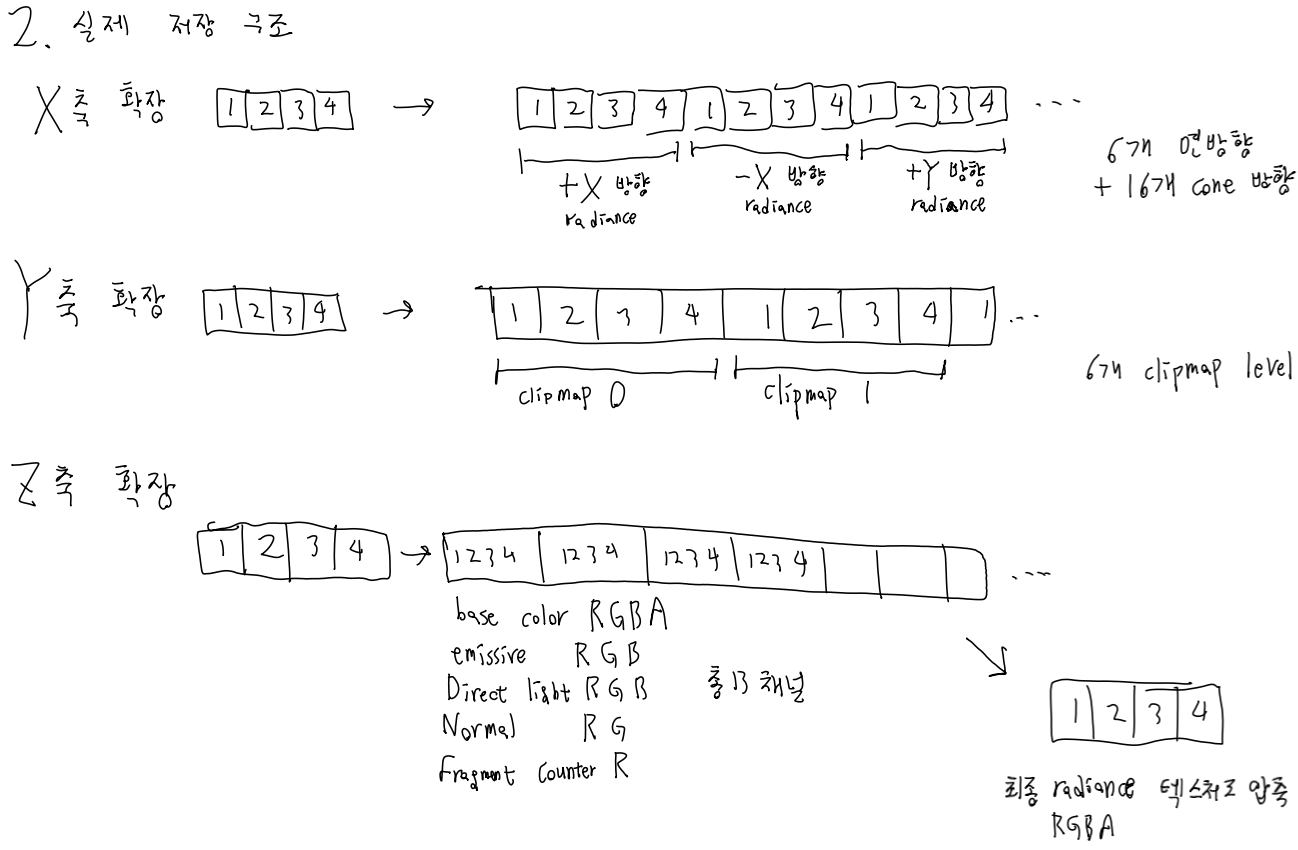 2. 실제 저장 구조
X축 확장 1 2 3 4 → 1 2 3 4 1 2 3 4 1 2 3 4 ....
+X 방향 radiance
-X 방향 radiance
+Y 방향 radiance
6개 면방향
+ 16개 cone 방향
Y축 확장 1 2 3 4 → 1 2 3 4 1 2 3 4 1 ...
clipmap 0
clipmap 1
6개 clipmap level
Z축 확장
1 2 3 4 → 1234 1234 1234 1234 ....
base color RGBA
emissive RGB
Direct light RGB
총 13 채널
Normal RG
Fragment Counter R
1 2 3 4
최종 radiance 텍스처로 압축
RGBA